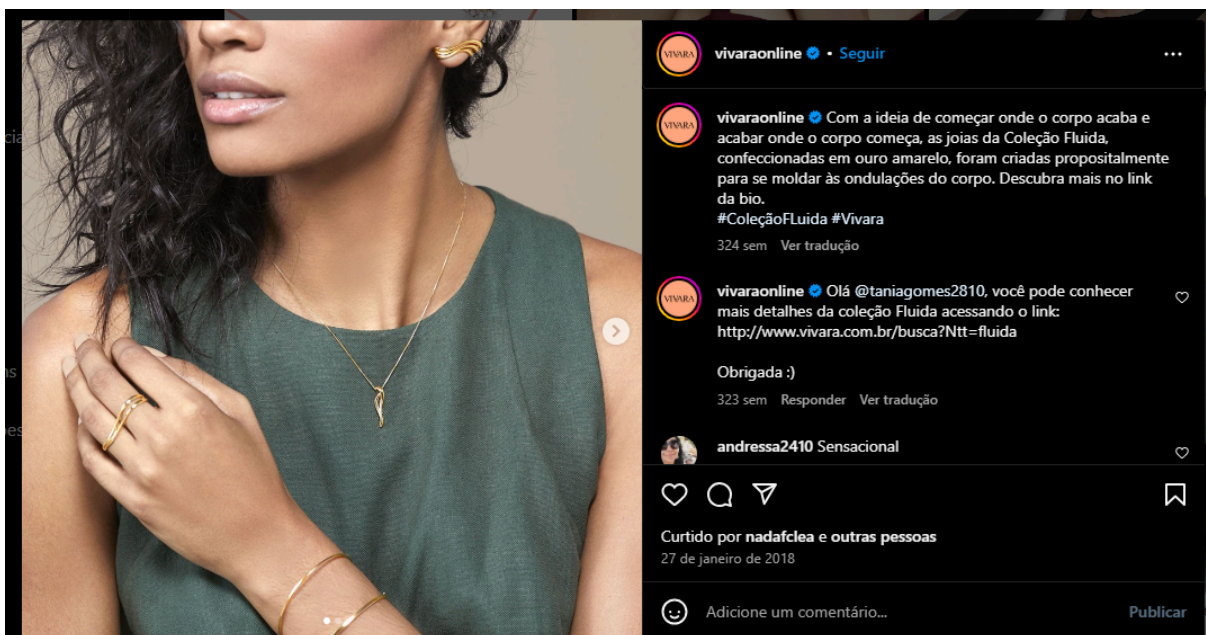 VIVARA
vivaraonline • Seguir
VIVARA
vivaraonline Com a ideia de começar onde o corpo acaba e
acabar onde o corpo começa, as joias da Coleção Fluida,
confeccionadas em ouro amarelo, foram criadas propositalmente
para se moldar às ondulações do corpo. Descubra mais no link
da bio.
#ColeçãoFLuida #Vivara
324 sem Ver tradução
VIVARA
vivaraonline Olá @taniagomes2810, você pode conhecer
mais detalhes da coleção Fluida acessando o link:
http://www.vivara.com.br/busca?Ntt=fluida
Obrigada :)
323 sem Responder Ver tradução
andressa2410 Sensacional
Curtido por nadafclea e outras pessoas
27 de janeiro de 2018
Adicione um comentário...
Publicar